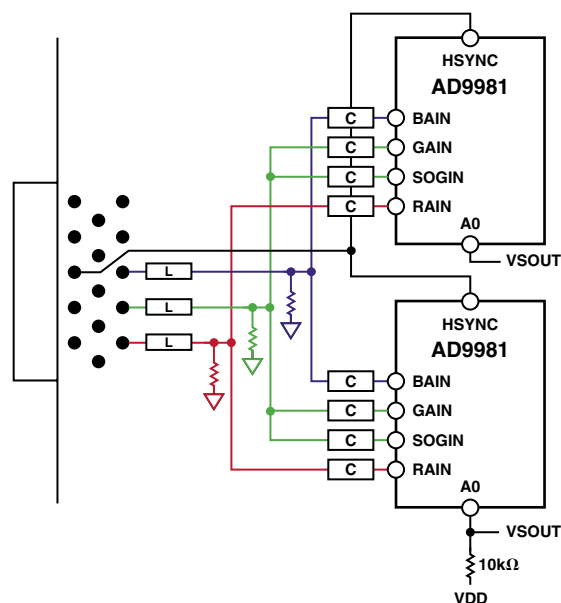 HSYNC
AD9981
C BAIN
C GAIN
C SOGIN
C RAIN
A0
VSOUT
L
L
L
HSYNC
AD9981
C BAIN
C GAIN
C SOGIN
C RAIN
A0
VSOUT
10kΩ
VDD